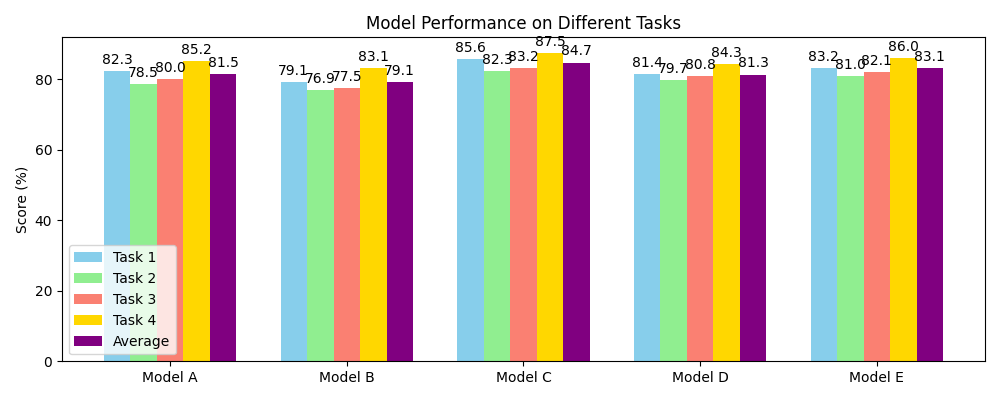 Model Performance on Different Tasks
Score (%)
80
60
40
20
0
82.3 78.5 80.0 85.2 81.5
79.1 76.9 77.5 83.1 79.1
85.6 82.3 83.2 87.5 84.7
81.4 79.7 80.8 84.3 81.3
83.2 81.0 82.1 86.0 83.1
Task 1
Task 2
Task 3
Task 4
Average
Model A Model B Model C Model D Model E